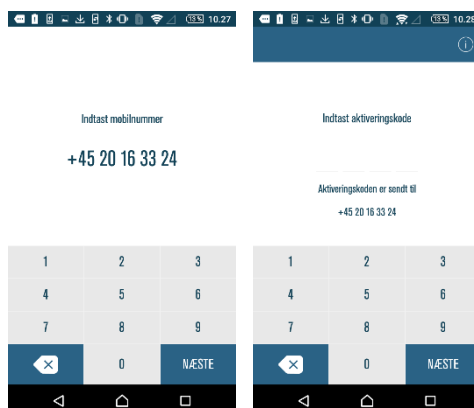 13% 10.27
Indtast mobilnummer
+45 20 16 33 24
1 2 3
4 5 6
7 8 9
0 NÆSTE
13% 10.28
Indtast aktiveringskode
Aktiveringskoden er sendt til
+45 20 16 33 24
1 2 3
4 5 6
7 8 9
0 NÆSTE